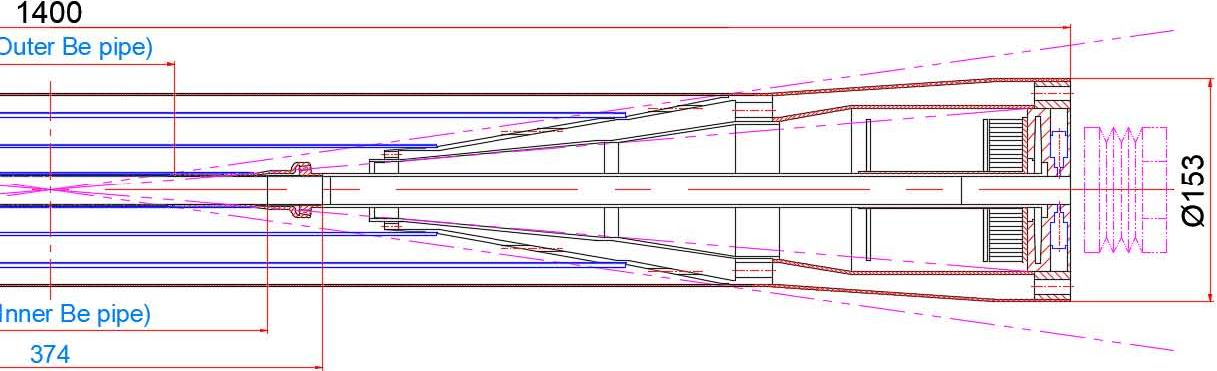 1400
Outer Be pipe)
Ø153
Inner Be pipe)
374